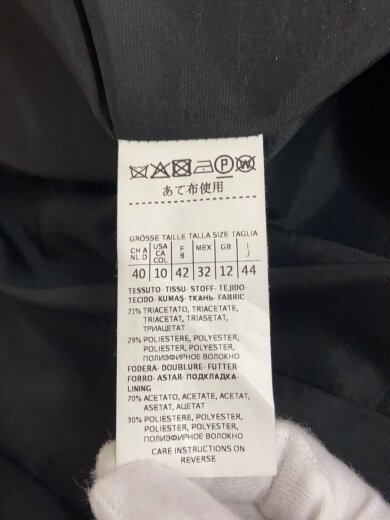 P W
あて布使用
GRÖSSE TAILLE TALLA SIZE TAGLIA
CH A NL D USA CA COL F B MEX GR I J
40 10 42 32 12 44
TESSUTO- TISSU- STOFF- TEJIDO-
TECIDO- KUMAŞ- ТКАНЬ- FABRIC
71% TRIACETATO, TRIACETATE,
TRIACETAT, TRIASETAT,
ТРИАЦЕТАТ
29% POLIESTERE, POLYESTER,
POLIESTER, POLYESTER,
ПОЛИЭФИРНОЕ ВОЛОКНО
FODERA- DOUBLURE- FUTTER-
FORRO- ASTAR- ПОДКЛАДКА-
LINING
70% ACETATO, ACETATE, ACETAT,
ASETAT, АЦЕТАТ
30% POLIESTERE, POLYESTER,
POLIESTER, POLYESTER,
ПОЛИЭФИРНОЕ ВОЛОКНО
CARE INSTRUCTIONS ON
REVERSE